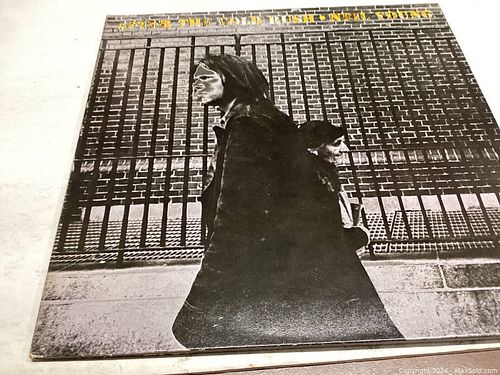 AFTER THE GOLD RUSH • NEIL YOUNG
Copyright 2024 - MaxSold.com